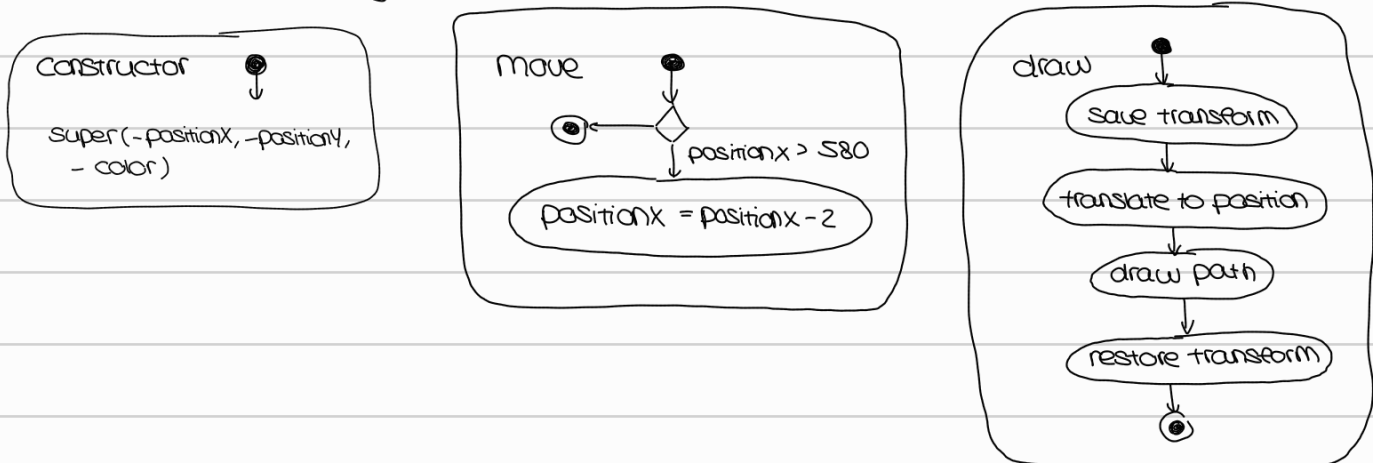 constructor
super(-positionX, -positionY,
- color)
move
positionx > 580
positionX = positionX - 2
draw
save transform
translate to position
draw path
restore transform